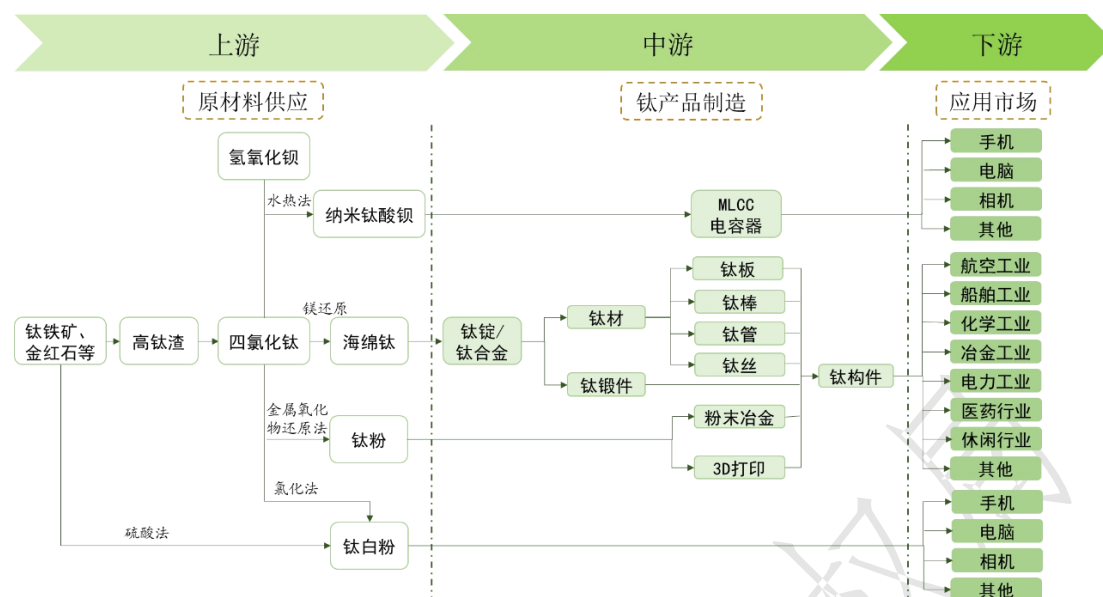 上游
中游
下游
原材料供应
钛产品制造
应用市场
氢氧化钡
水热法
纳米钛酸钡
MLCC
电容器
手机
电脑
相机
其他
钛铁矿、
金红石等
高钛渣
四氯化钛
镁还原
海绵钛
钛锭/
钛合金
钛材
钛板
钛棒
钛管
钛丝
钛锻件
钛构件
航空工业
船舶工业
化学工业
冶金工业
电力工业
医药行业
休闲行业
其他
金属氧化
物还原法
钛粉
粉末冶金
3D打印
氯化法
硫酸法
钛白粉
手机
电脑
相机
其他